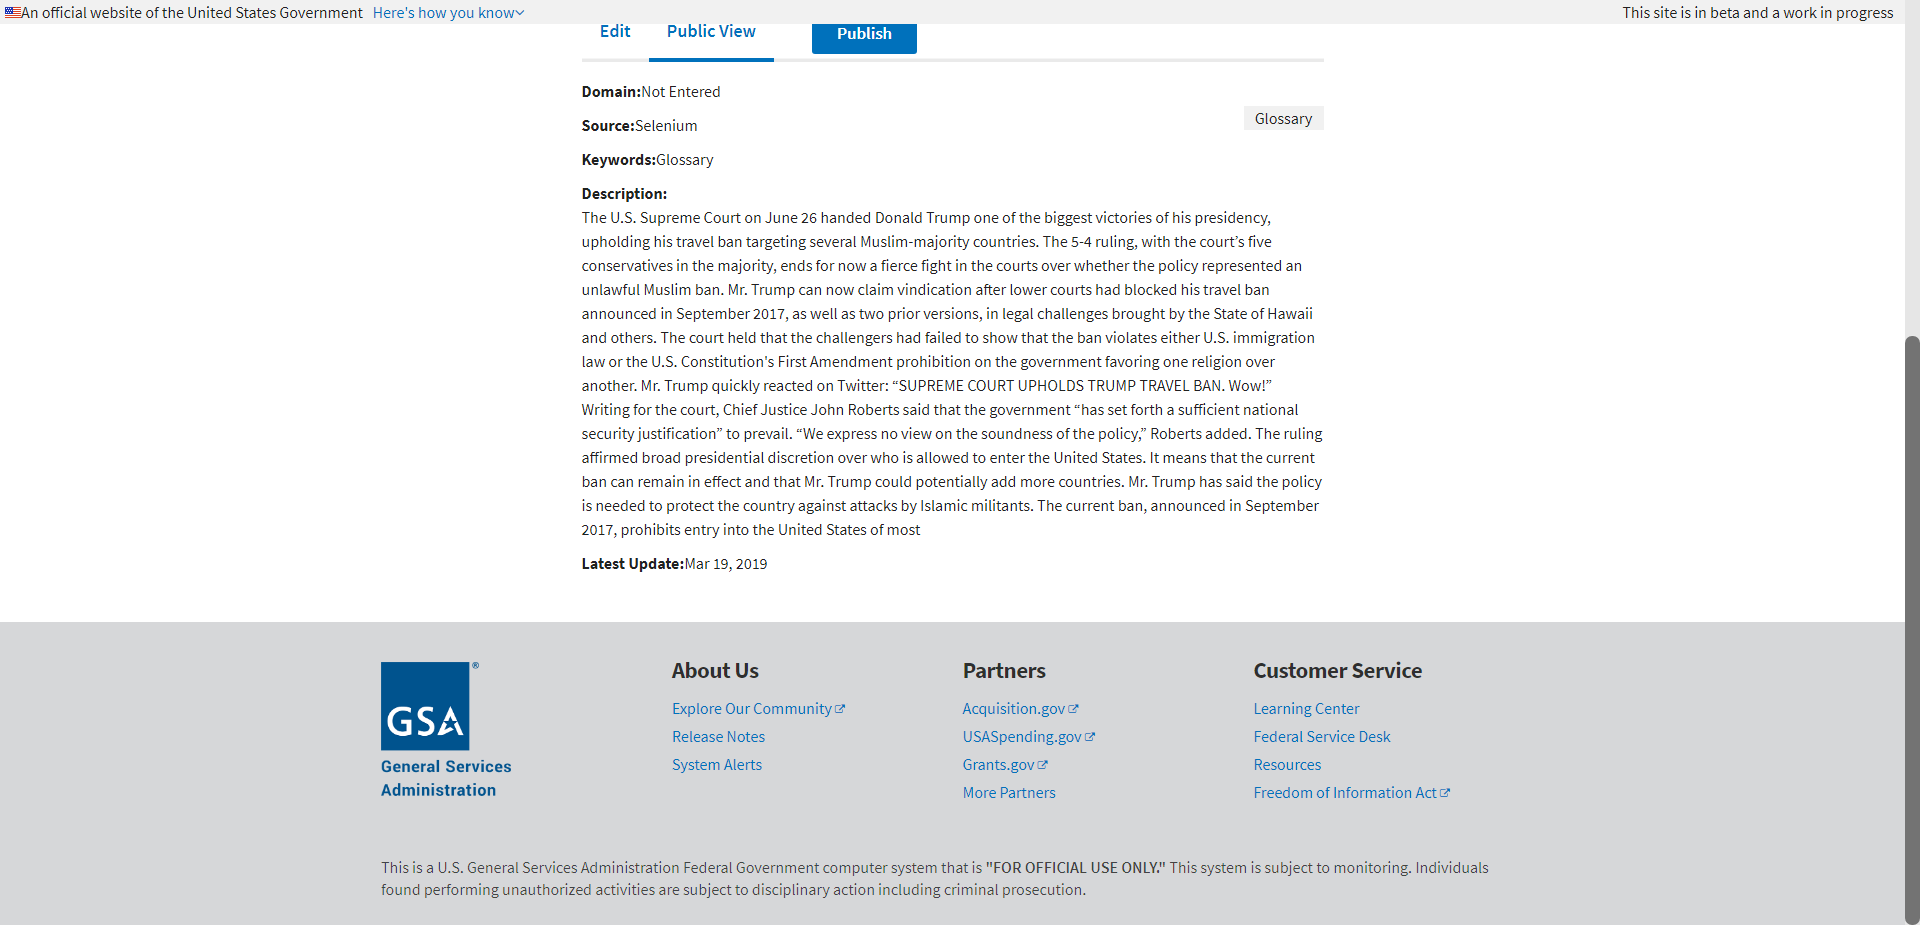 An official website of the United States Government Here's how you know
This site is in beta and a work in progress
Edit Public View Publish
Domain:Not Entered
Glossary
Source:Selenium
Keywords:Glossary
Description:
The U.S. Supreme Court on June 26 handed Donald Trump one of the biggest victories of his presidency,
upholding his travel ban targeting several Muslim-majority countries. The 5-4 ruling, with the court’s five
conservatives in the majority, ends for now a fierce fight in the courts over whether the policy represented an
unlawful Muslim ban. Mr. Trump can now claim vindication after lower courts had blocked his travel ban
announced in September 2017, as well as two prior versions, in legal challenges brought by the State of Hawaii
and others. The court held that the challengers had failed to show that the ban violates either U.S. immigration
law or the U.S. Constitution's First Amendment prohibition on the government favoring one religion over
another. Mr. Trump quickly reacted on Twitter: “SUPREME COURT UPHOLDS TRUMP TRAVEL BAN. Wow!”
Writing for the court, Chief Justice John Roberts said that the government “has set forth a sufficient national
security justification” to prevail. “We express no view on the soundness of the policy,” Roberts added. The ruling
affirmed broad presidential discretion over who is allowed to enter the United States. It means that the current
ban can remain in effect and that Mr. Trump could potentially add more countries. Mr. Trump has said the policy
is needed to protect the country against attacks by Islamic militants. The current ban, announced in September
2017, prohibits entry into the United States of most
Latest Update:Mar 19, 2019
GSA ®
General Services
Administration
About Us
Explore Our Community
Release Notes
System Alerts
Partners
Acquisition.gov
USASpending.gov
Grants.gov
More Partners
Customer Service
Learning Center
Federal Service Desk
Resources
Freedom of Information Act
This is a U.S. General Services Administration Federal Government computer system that is "FOR OFFICIAL USE ONLY." This system is subject to monitoring. Individuals
found performing unauthorized activities are subject to disciplinary action including criminal prosecution.